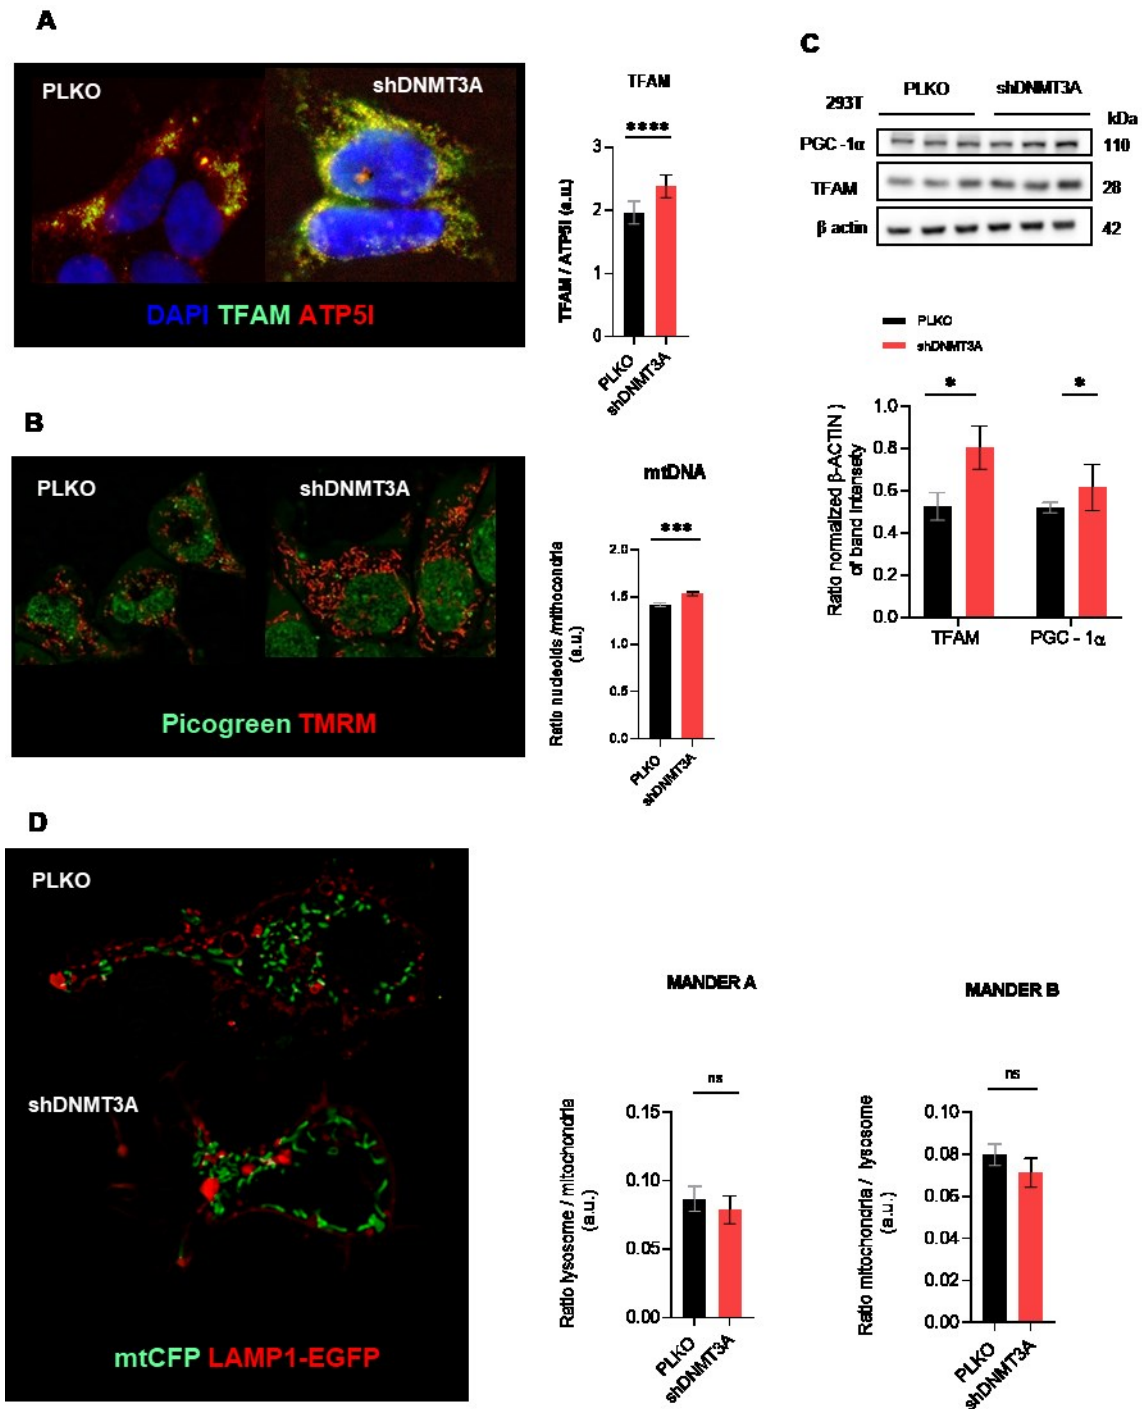 A
PLKO
shDNMT3A
DAPI TFAM ATP5I
TFAM
****
TFAM / ATP5I (a.u.)
3
2
1
0
PLKO
shDNMT3A
B
PLKO
shDNMT3A
Picogreen TMRM
mtDNA
***
Ratio nucleoids /mithocondria
(a.u.)
2.0
1.5
1.0
0.5
0.0
PLKO
shDNMT3A
C
293T
PLKO
shDNMT3A
kDa
PGC -1α
110
TFAM
28
β actin
42
PLKO
shDNMT3A
*
*
Ratio normalized β-ACTIN )
of band intensety
1.0
0.8
0.6
0.4
0.2
0.0
TFAM
PGC - 1α
D
PLKO
shDNMT3A
mtCFP LAMP1-EGFP
MANDER A
ns
Ratio lysosome / mitochondria
(a.u.)
0.15
0.10
0.05
0.00
PLKO
shDNMT3A
MANDER B
ns
Ratio mitochondria / lysosome
(a.u.)
0.10
0.08
0.06
0.04
0.02
0.00
PLKO
shDNMT3A